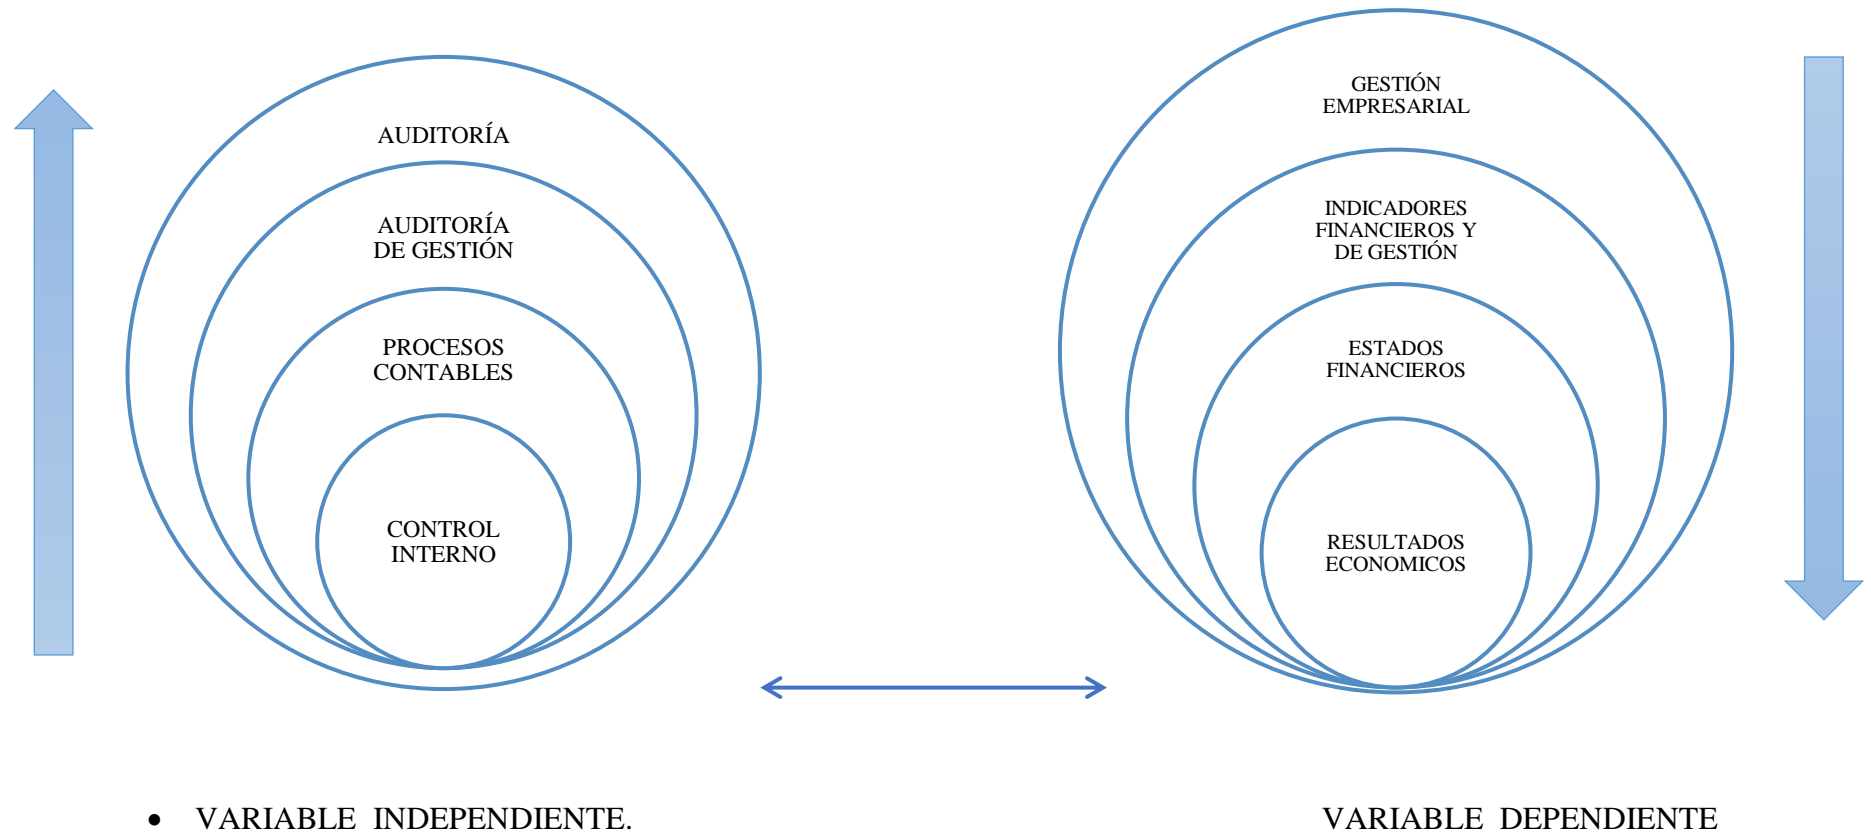 AUDITORÍA
AUDITORÍA
DE GESTIÓN
PROCESOS
CONTABLES
CONTROL
INTERNO
GESTIÓN
EMPRESARIAL
INDICADORES
FINANCIEROS Y
DE GESTIÓN
ESTADOS
FINANCIEROS
RESULTADOS
ECONOMICOS
• VARIABLE INDEPENDIENTE.
VARIABLE DEPENDIENTE